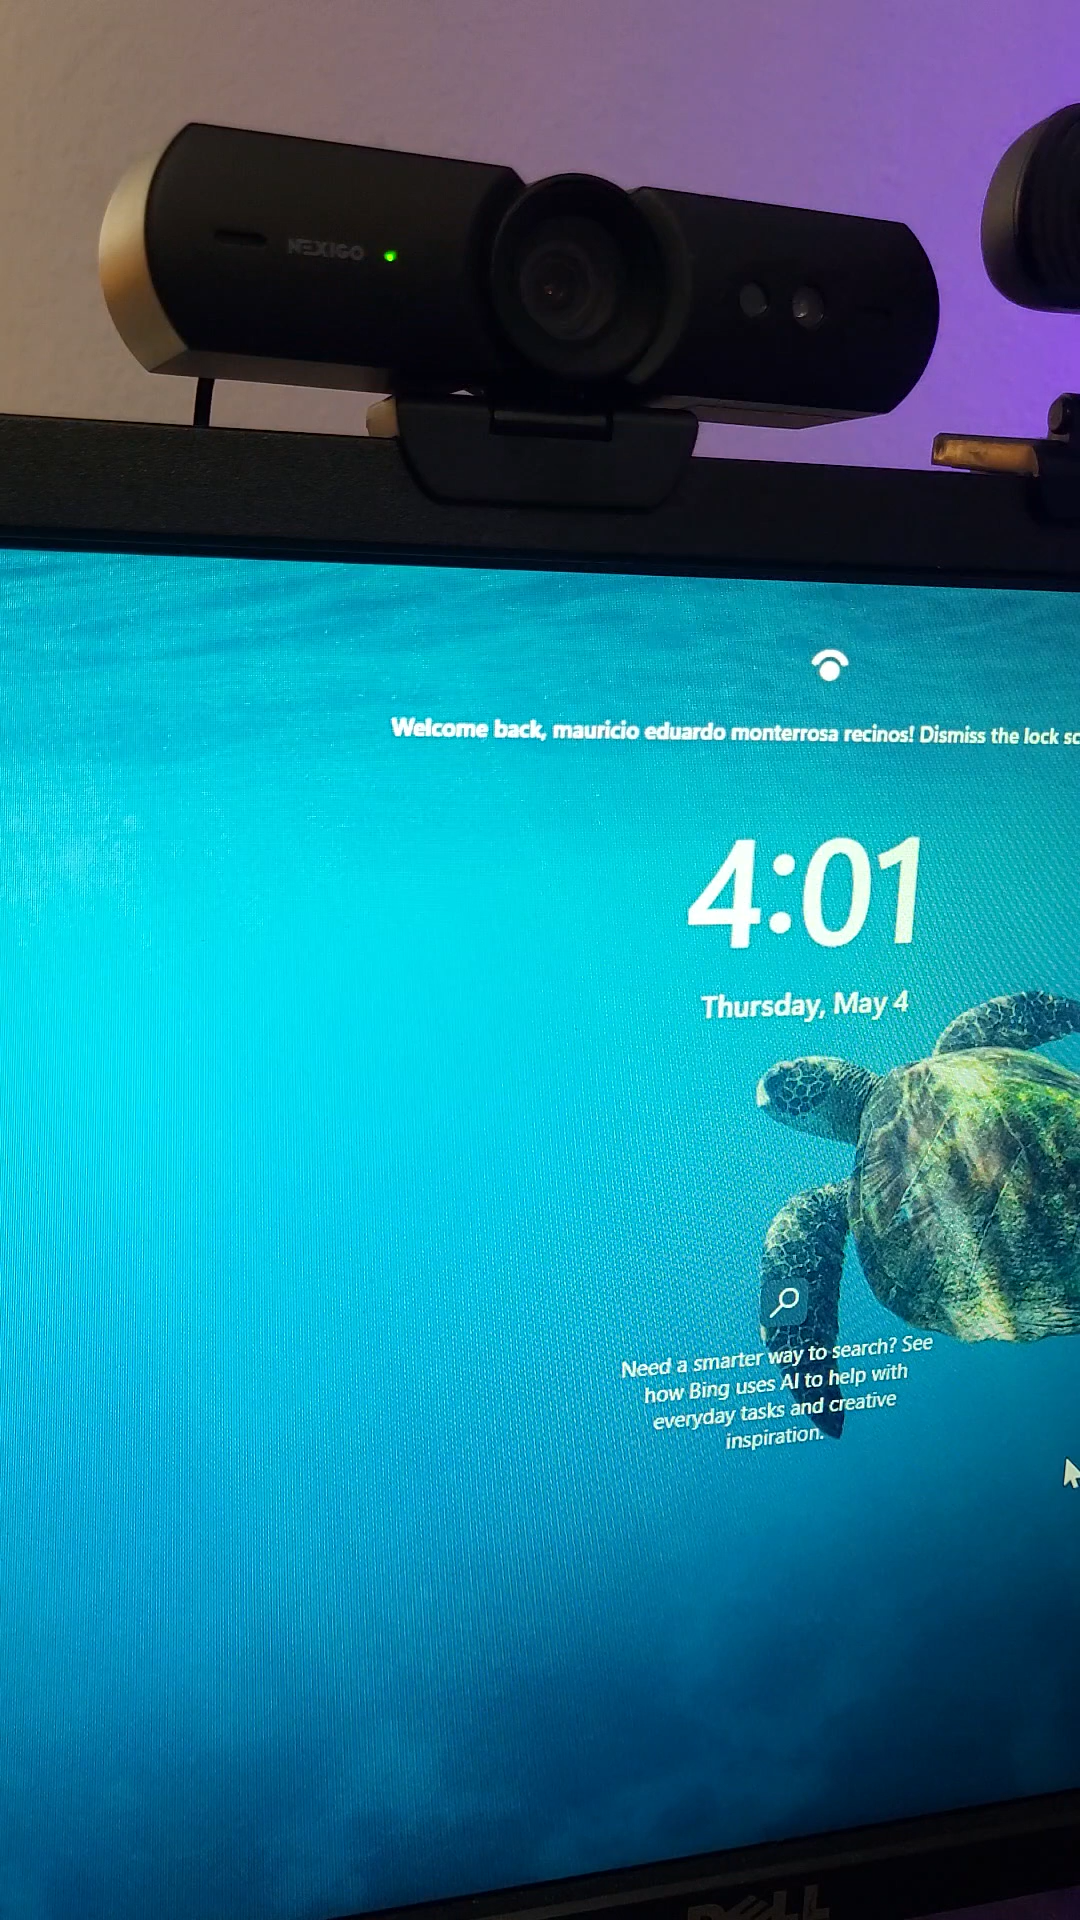 NEXIGO
Welcome back, mauricio eduardo monterrosa recinos! Dismiss the lock sc
4:01
Thursday, May 4
Need a smarter way to search? See
how Bing uses AI to help with
everyday tasks and creative
inspiration.
DELL